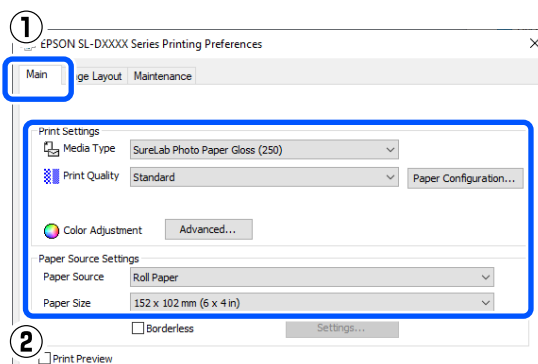 1
EPSON SL-DXXXX Series Printing Preferences
Main ge Layout Maintenance
Print Settings
Media Type SureLab Photo Paper Gloss (250)
Print Quality Standard Paper Configuration...
Color Adjustment Advanced...
Paper Source Settings
Paper Source Roll Paper
Paper Size 152 x 102 mm (6 x 4 in)
Borderless Settings...
2
Print Preview